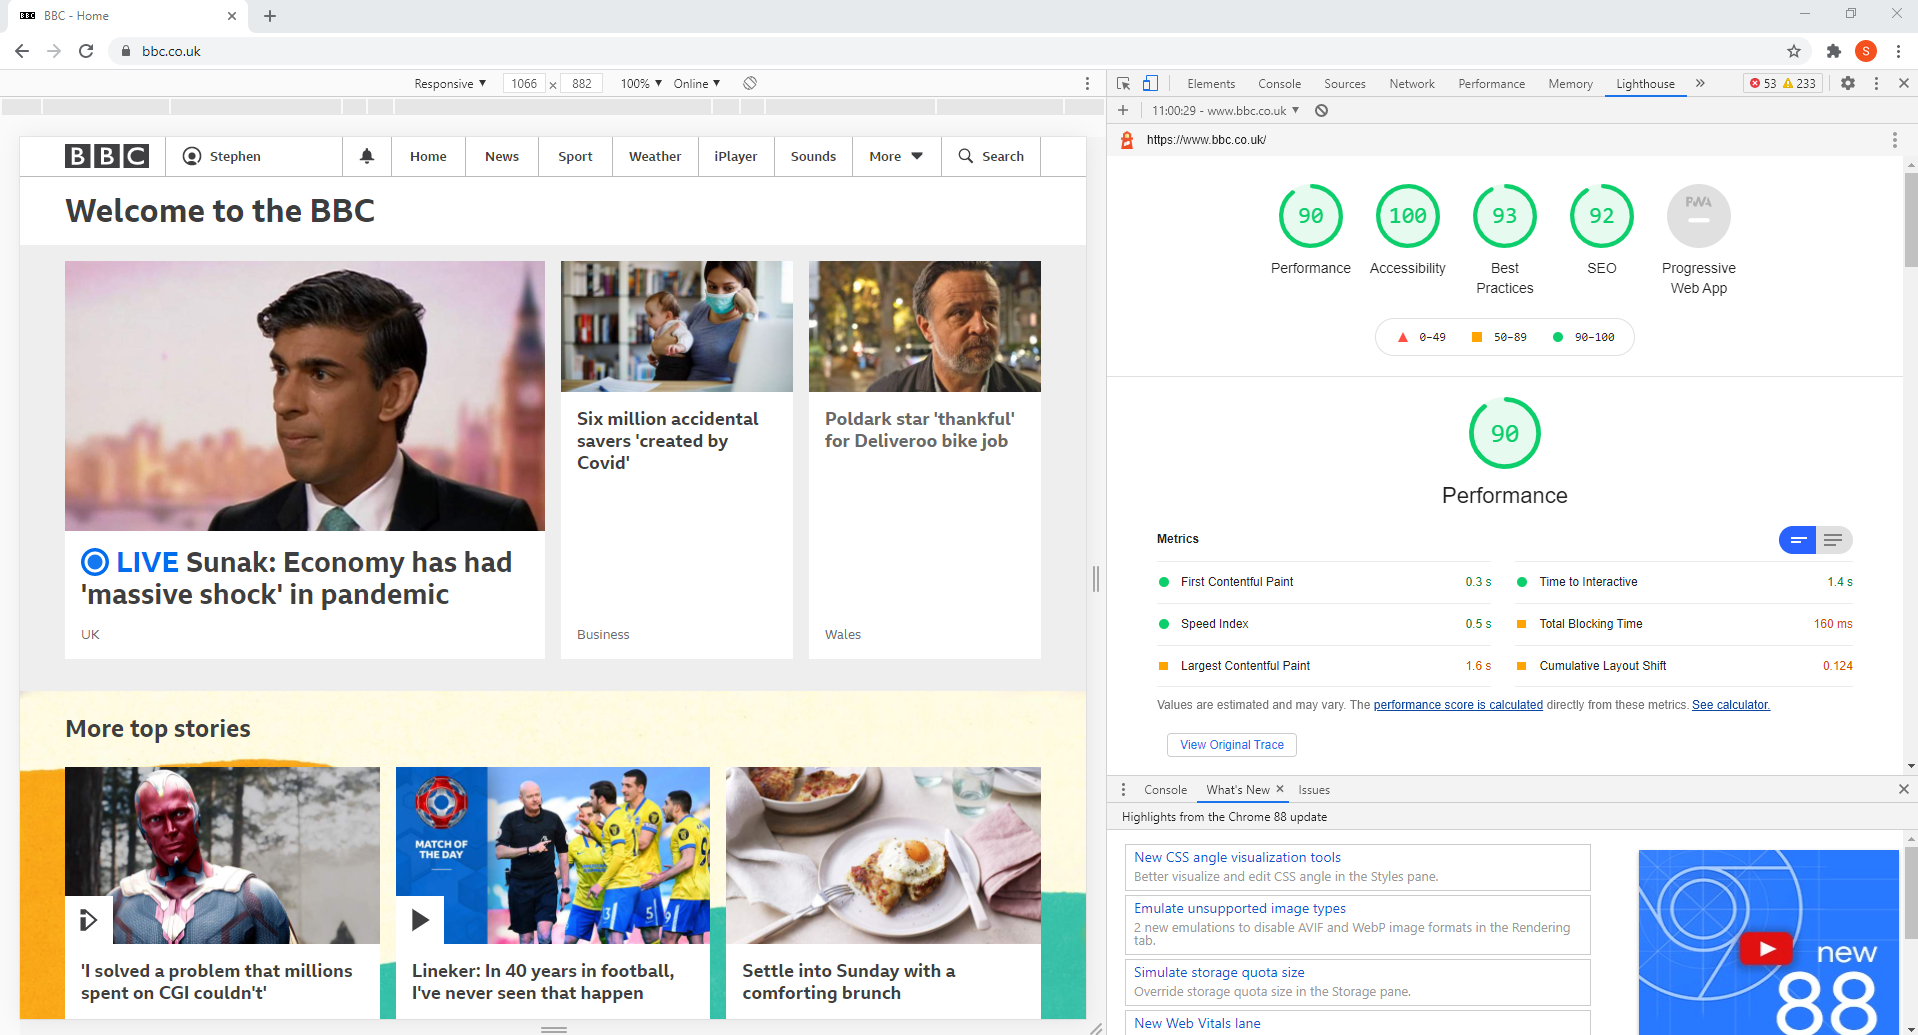 BBC - Home
bbc.co.uk
S
Responsive
1066 x 882
100%
Online
Elements
Console
Sources
Network
Performance
Memory
Lighthouse
53
233
11:00:29 - www.bbc.co.uk
https://www.bbc.co.uk/
BBC
Stephen
Home
News
Sport
Weather
iPlayer
Sounds
More
Search
Welcome to the BBC
LIVE Sunak: Economy has had
'massive shock' in pandemic
UK
Six million accidental
savers 'created by
Covid'
Business
Poldark star 'thankful'
for Deliveroo bike job
Wales
More top stories
MATCH OF
THE DAY
'I solved a problem that millions
spent on CGI couldn't'
Lineker: In 40 years in football,
I've never seen that happen
Settle into Sunday with a
comforting brunch
90
100
93
92
PWA
Performance
Accessibility
Best
Practices
SEO
Progressive
Web App
0–49
50–89
90–100
90
Performance
Metrics
First Contentful Paint 0.3 s
Time to Interactive 1.4 s
Speed Index 0.5 s
Total Blocking Time 160 ms
Largest Contentful Paint 1.6 s
Cumulative Layout Shift 0.124
Values are estimated and may vary. The performance score is calculated directly from these metrics. See calculator.
View Original Trace
Console
What's New
Issues
Highlights from the Chrome 88 update
New CSS angle visualization tools
Better visualize and edit CSS angle in the Styles pane.
Emulate unsupported image types
2 new emulations to disable AVIF and WebP image formats in the Rendering
tab.
Simulate storage quota size
Override storage quota size in the Storage pane.
New Web Vitals lane
new
88